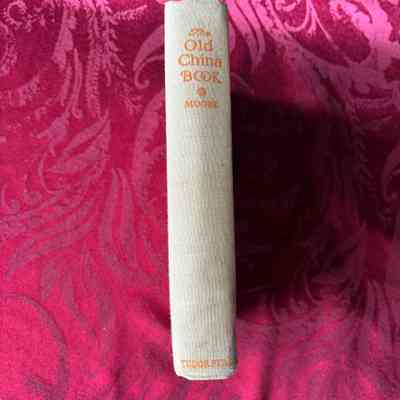 The
Old
China
BOOK
MOORE
TUDOR PUB.